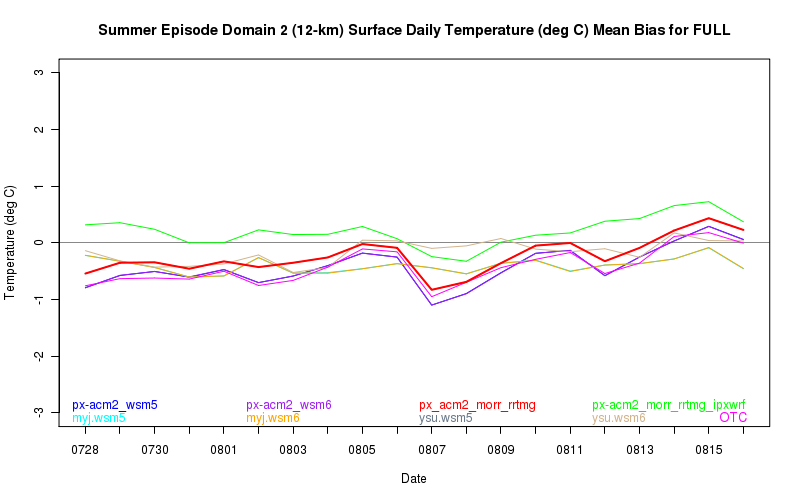 Summer Episode Domain 2 (12-km) Surface Daily Temperature (deg C) Mean Bias for FULL
Temperature (deg C)
3
2
1
0
-1
-2
-3
px-acm2_wsm5 px-acm2_wsm6 px_acm2_morr_rrtmg px-acm2_morr_rrtmg_ipxwrf
myj.wsm5 myj.wsm6 ysu.wsm5 ysu.wsm6 OTC
0728 0730 0801 0803 0805 0807 0809 0811 0813 0815
Date